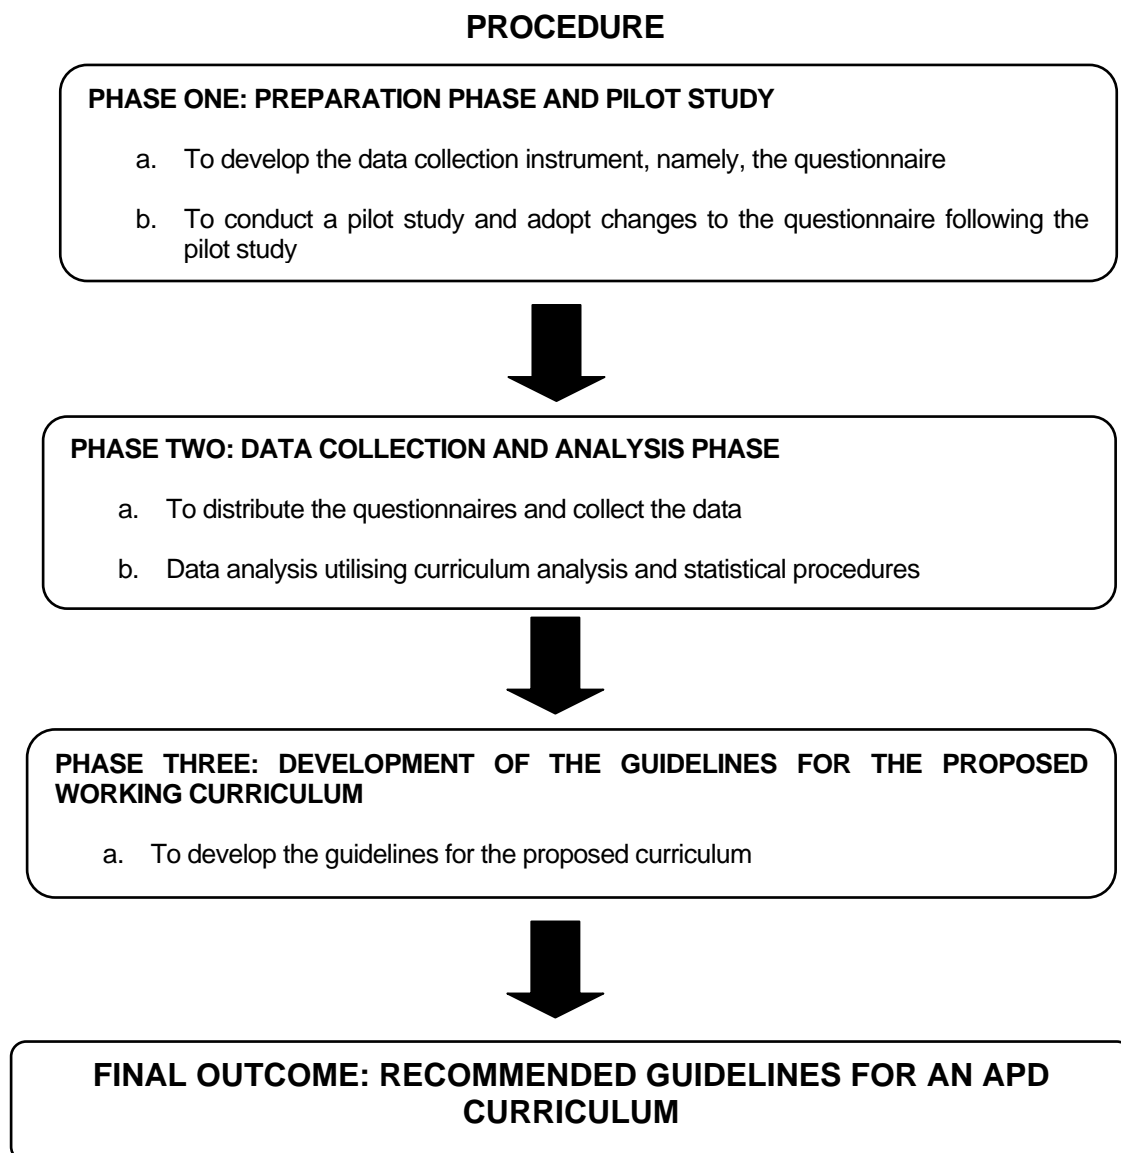 PROCEDURE
PHASE ONE: PREPARATION PHASE AND PILOT STUDY
a. To develop the data collection instrument, namely, the questionnaire
b. To conduct a pilot study and adopt changes to the questionnaire following the
pilot study
PHASE TWO: DATA COLLECTION AND ANALYSIS PHASE
a. To distribute the questionnaires and collect the data
b. Data analysis utilising curriculum analysis and statistical procedures
PHASE THREE: DEVELOPMENT OF THE GUIDELINES FOR THE PROPOSED
WORKING CURRICULUM
a. To develop the guidelines for the proposed curriculum
FINAL OUTCOME: RECOMMENDED GUIDELINES FOR AN APD
CURRICULUM